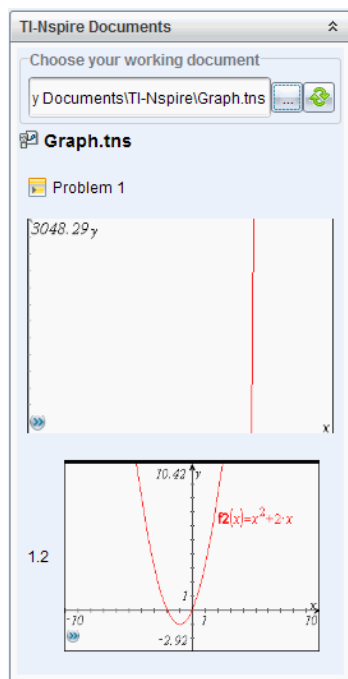 TI-Nspire Documents
Choose your working document
y Documents\TI-Nspire\Graph.tns
...
Graph.tns
Problem 1
3048.29 y
x
1.2
10.42 y
f2(x)=x²+2·x
1
x
-10
1
10
-2.92